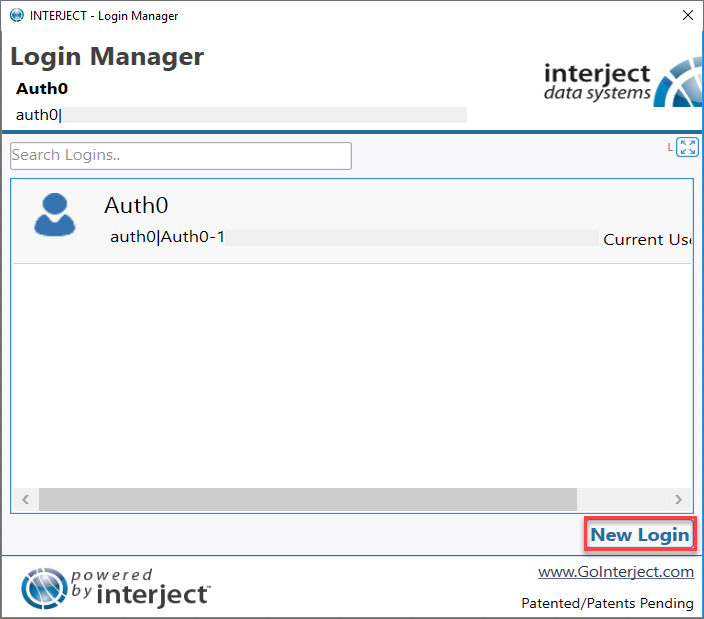 INTERJECT - Login Manager
Login Manager
Auth0
auth0|
interject
data systems
Search Logins..
L
Auth0
auth0|Auth0-1
Current Use
New Login
powered
by interject™
www.GoInterject.com
Patented/Patents Pending